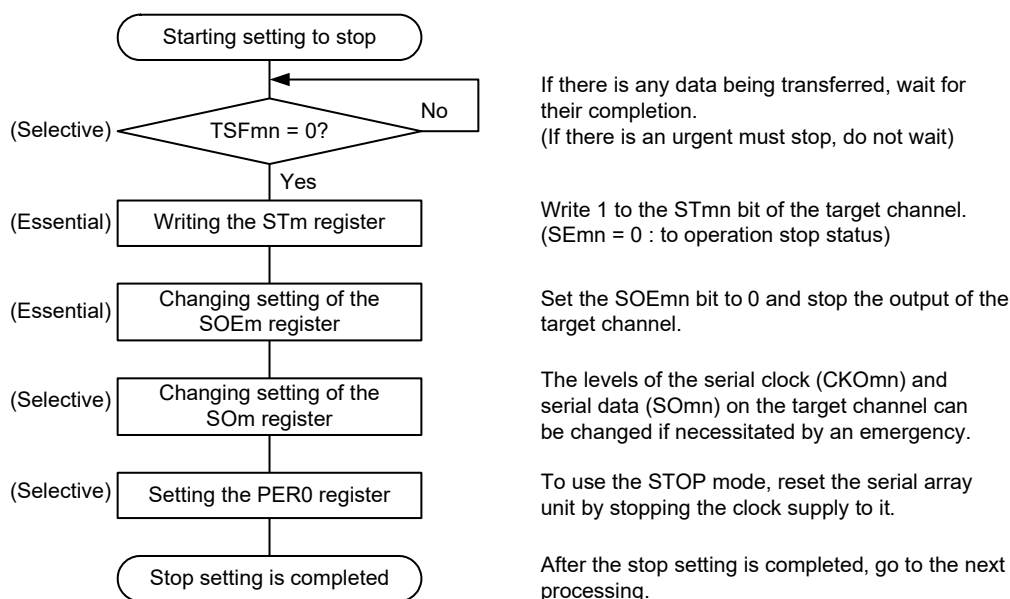 Starting setting to stop
No
(Selective)
TSFmn = 0?
If there is any data being transferred, wait for
their completion.
(If there is an urgent must stop, do not wait)
Yes
(Essential)
Writing the STm register
Write 1 to the STmn bit of the target channel.
(SEmn = 0 : to operation stop status)
(Essential)
Changing setting of the
SOEm register
Set the SOEmn bit to 0 and stop the output of the
target channel.
(Selective)
Changing setting of the
SOm register
The levels of the serial clock (CKOmn) and
serial data (SOmn) on the target channel can
be changed if necessitated by an emergency.
(Selective)
Setting the PER0 register
To use the STOP mode, reset the serial array
unit by stopping the clock supply to it.
Stop setting is completed
After the stop setting is completed, go to the next
processing.